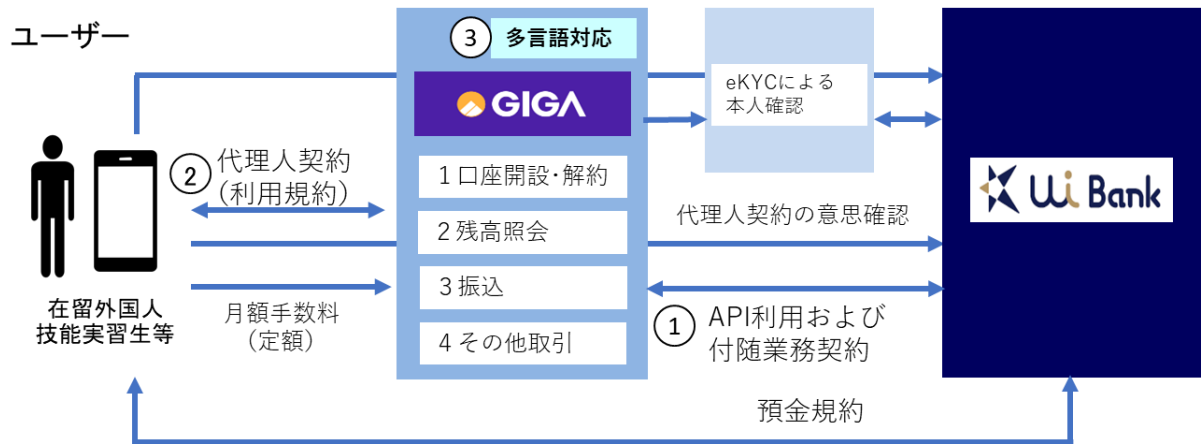 ユーザー
③ 多言語対応
GIGA
eKYCによる
本人確認
② 代理人契約
(利用規約)
1 口座開設・解約
2 残高照会
3 振込
4 その他取引
UI Bank
代理人契約の意思確認
在留外国人
技能実習生等
月額手数料
(定額)
① API利用および
付随業務契約
預金規約